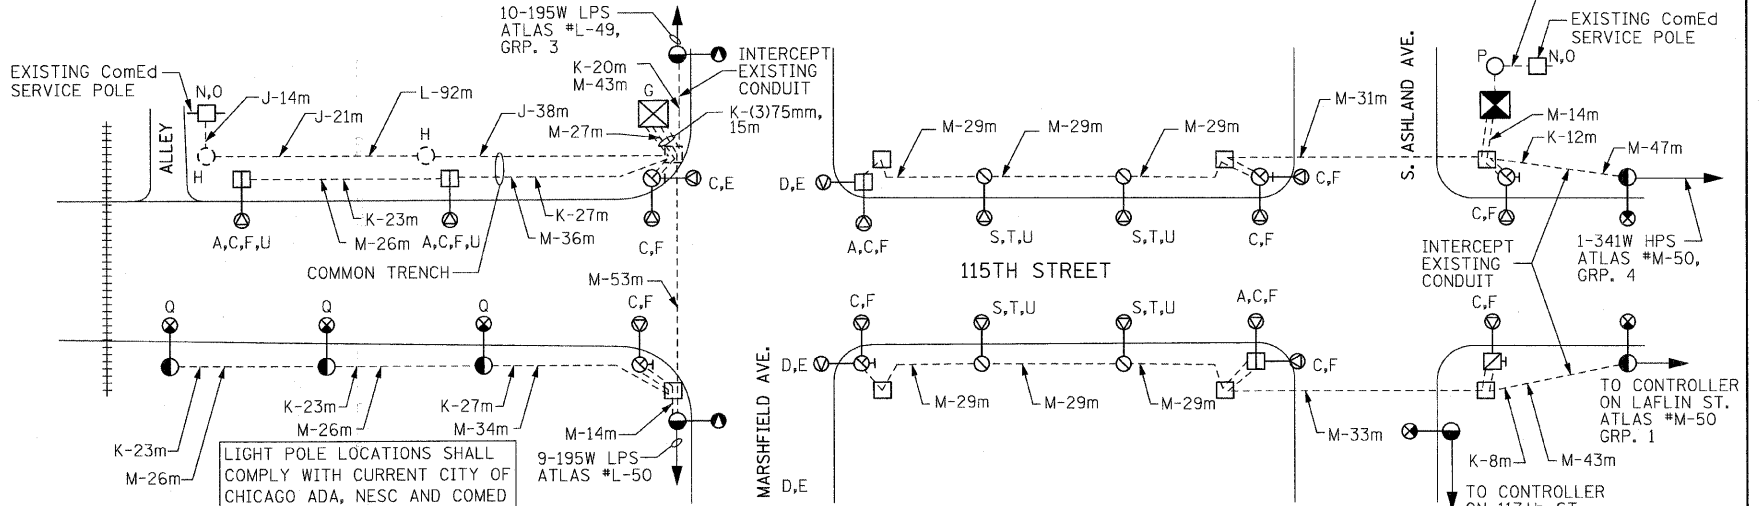 10-195W LPS
ATLAS #L-49,
GRP. 3
EXISTING ComEd
SERVICE POLE
N,O
ALLEY
J-14m
J-21m
L-92m
J-38m
H
H
G
K-20m
M-43m
INTERCEPT
EXISTING
CONDUIT
M-27m
K-(3)75mm,
15m
C,E
C,F
A,C,F,U
K-23m
M-26m
A,C,F,U
K-27m
M-36m
COMMON TRENCH
M-53m
Q
Q
Q
C,F
K-23m
M-26m
K-23m
M-26m
K-27m
M-34m
M-14m
9-195W LPS
ATLAS #L-50
LIGHT POLE LOCATIONS SHALL
COMPLY WITH CURRENT CITY OF
CHICAGO ADA, NESC AND COMED
MARSHFIELD AVE.
115TH STREET
D,E
A,C,F
M-29m
M-29m
M-29m
S,T,U
S,T,U
C,F
C,F
M-31m
S. ASHLAND AVE.
P
N,O
EXISTING ComEd
SERVICE POLE
M-14m
K-12m
M-47m
C,F
1-341W HPS
ATLAS #M-50,
GRP. 4
INTERCEPT
EXISTING
CONDUIT
C,F
S,T,U
S,T,U
A,C,F
C,F
D,E
C,F
M-29m
M-29m
M-29m
M-33m
D,E
K-8m
M-43m
TO CONTROLLER
ON LAFLIN ST.
ATLAS #M-50
GRP. 1
TO CONTROLLER